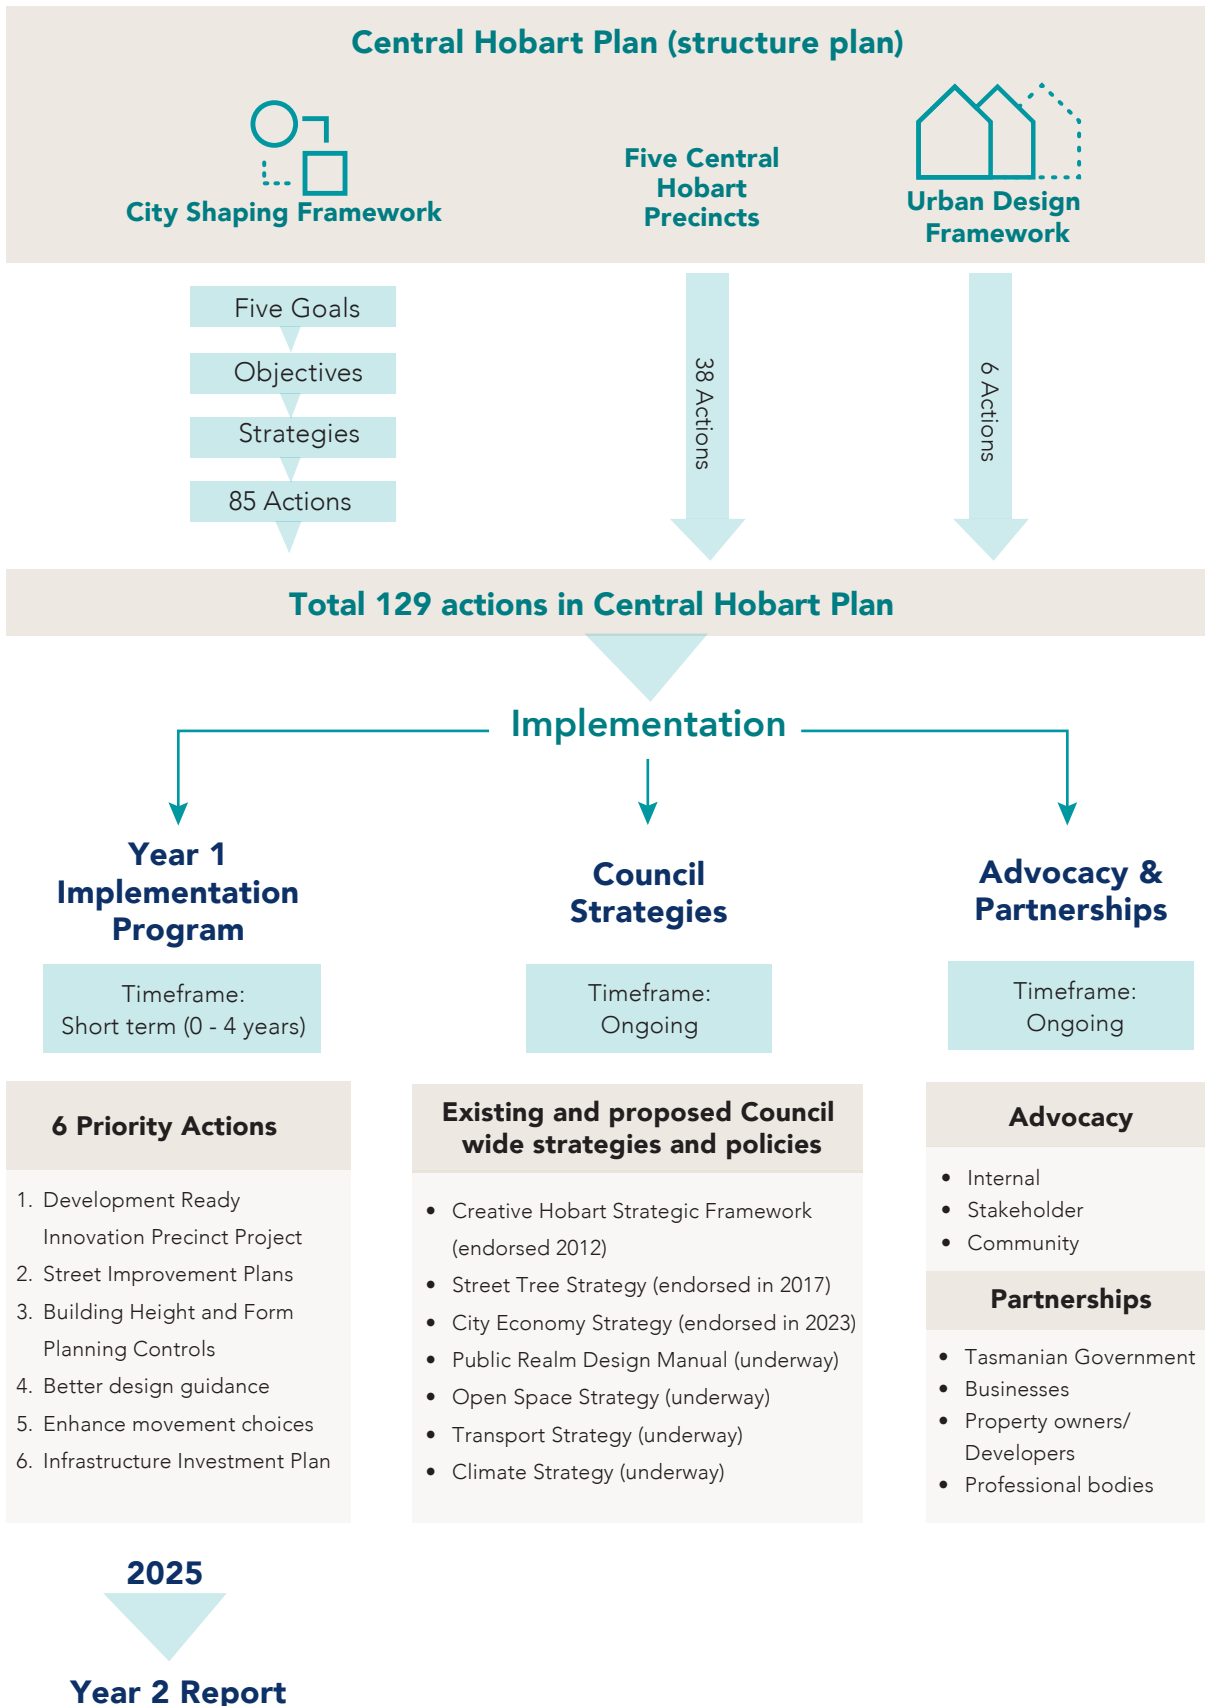 Central Hobart Plan (structure plan)
City Shaping Framework
Five Central
Hobart
Precincts
Urban Design
Framework
Five Goals
Objectives
Strategies
85 Actions
38 Actions
6 Actions
Total 129 actions in Central Hobart Plan
Implementation
Year 1
Implementation
Program
Timeframe:
Short term (0 - 4 years)
6 Priority Actions
1. Development Ready
Innovation Precinct Project
2. Street Improvement Plans
3. Building Height and Form
Planning Controls
4. Better design guidance
5. Enhance movement choices
6. Infrastructure Investment Plan
Council
Strategies
Timeframe:
Ongoing
Existing and proposed Council
wide strategies and policies
• Creative Hobart Strategic Framework
(endorsed 2012)
• Street Tree Strategy (endorsed in 2017)
• City Economy Strategy (endorsed in 2023)
• Public Realm Design Manual (underway)
• Open Space Strategy (underway)
• Transport Strategy (underway)
• Climate Strategy (underway)
Advocacy &
Partnerships
Timeframe:
Ongoing
Advocacy
• Internal
• Stakeholder
• Community
Partnerships
• Tasmanian Government
• Businesses
• Property owners/
Developers
• Professional bodies
2025
Year 2 Report